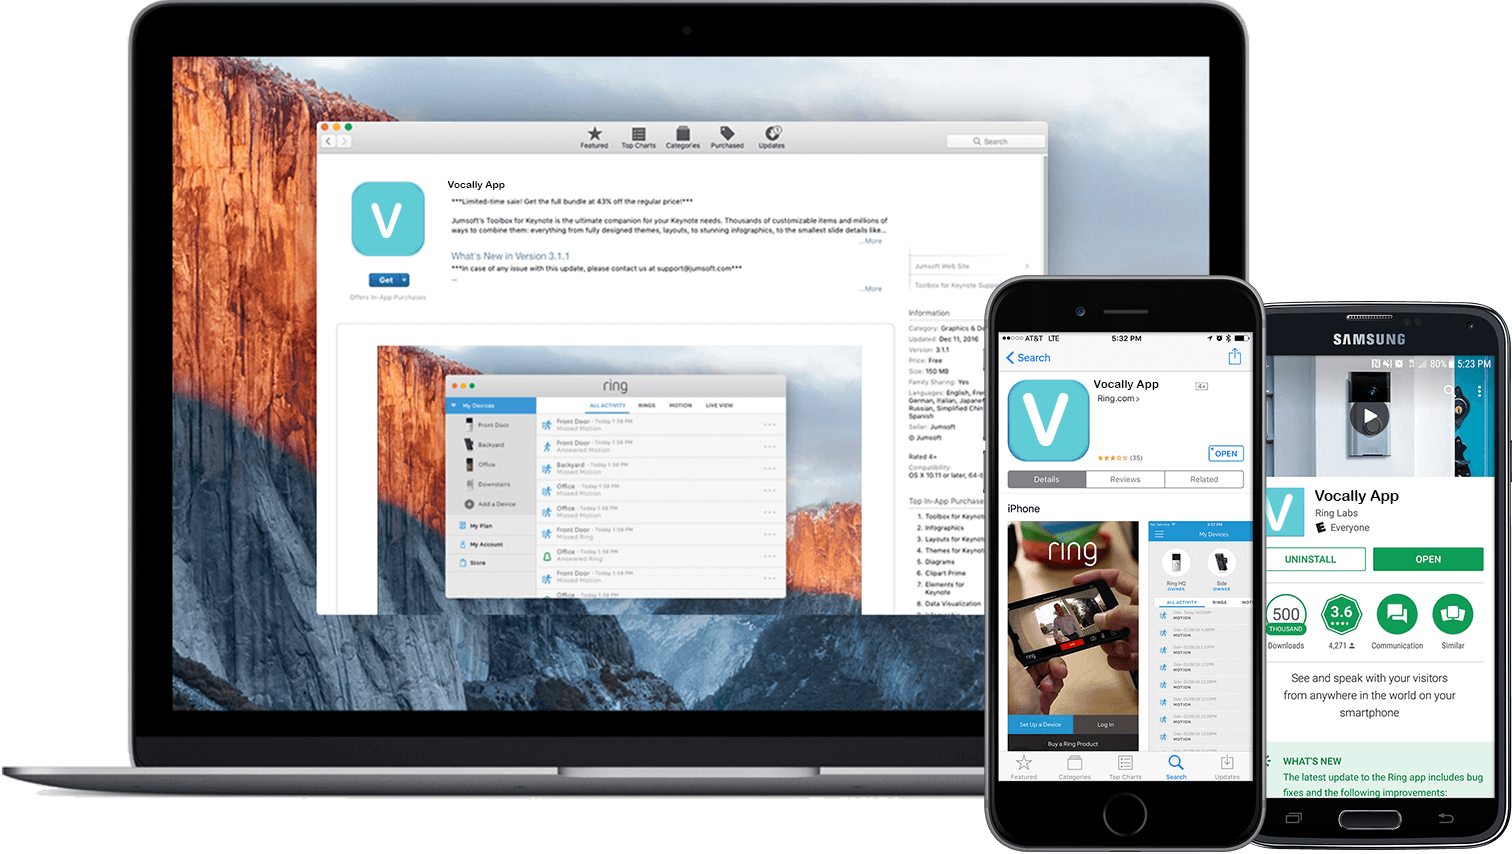 Featured
Top Charts
Categories
Purchased
Updates
Search
V
Vocally App
***Limited-time sale! Get the full bundle at 43% off the regular price!***
Jumsoft's Toolbox for Keynote is the ultimate companion for your Keynote needs. Thousands of customizable items and millions of
ways to combine them: everything from fully designed themes, layouts, to stunning infographics, to the smallest slide details like...
...More
What's New in Version 3.1.1
***In case of any issue with this update, please contact us at support@jumsoft.com***
...More
Get
Offers In-App Purchases
Jumsoft Web Site
Toolbox for Keynote Suppo
Information
Category: Graphics & De
Updated: Dec 11, 2016
Version: 3.1.1
Price: Free
Size: 150 MB
Family Sharing: Yes
Languages: English, Fre
German, Italian, Japane
Russian, Simplified Chin
Spanish
Seller: Jumsoft
© Jumsoft
Rated 4+
Compatibility:
OS X 10.11 or later, 64-b
Top In-App Purchase
1. Toolbox for Keynot
2. Infographics
3. Layouts for Keynot
4. Themes for Keynot
5. Diagrams
6. Clipart Prime
7. Elements for
Keynote
8. Data Visualization
ring
My Devices
ALL ACTIVITY
RINGS
MOTION
LIVE VIEW
Front Door
Backyard
Office
Downstairs
Add a Device
My Plan
My Account
Store
Front Door - Today 1:58 PM
Missed Motion
Front Door - Today 1:58 PM
Answered Motion
Backyard - Today 1:58 PM
Missed Motion
Office - Today 1:58 PM
Missed Motion
Office - Today 1:58 PM
Missed Motion
Front Door - Today 1:58 PM
Missed Ring
Office - Today 1:58 PM
Answered Ring
Front Door - Today 1:58 PM
Missed Motion
Office - Today 1:58 PM
AT&T LTE
5:32 PM
Search
V
Vocally App
4+
Ring.com >
(35)
OPEN
Details
Reviews
Related
iPhone
ring
ring
Set Up a Device
Log In
Buy a Ring Product
No Service
5:31 PM
My Devices
Ring HQ
OWNER
Side
OWNER
ALL ACTIVITY
RINGS
MOT
MOTION
MOTION
MOTION
MOTION
MOTION
MOTION
MOTION
Featured
Categories
Top Charts
Search
Updates
SAMSUNG
80%
5:23 PM
V
Vocally App
Ring Labs
E Everyone
UNINSTALL
OPEN
500
THOUSAND
Downloads
3.6
4,271
Communication
Similar
See and speak with your visitors
from anywhere in the world on your
smartphone
WHAT'S NEW
The latest update to the Ring app includes bug
fixes and the following improvements: